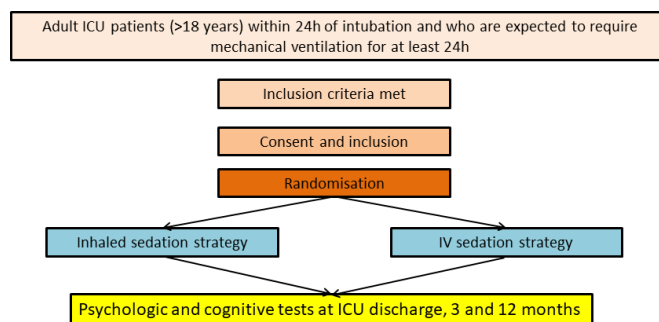 Adult ICU patients (>18 years) within 24h of intubation and who are expected to require
mechanical ventilation for at least 24h
Inclusion criteria met
Consent and inclusion
Randomisation
Inhaled sedation strategy
IV sedation strategy
Psychologic and cognitive tests at ICU discharge, 3 and 12 months